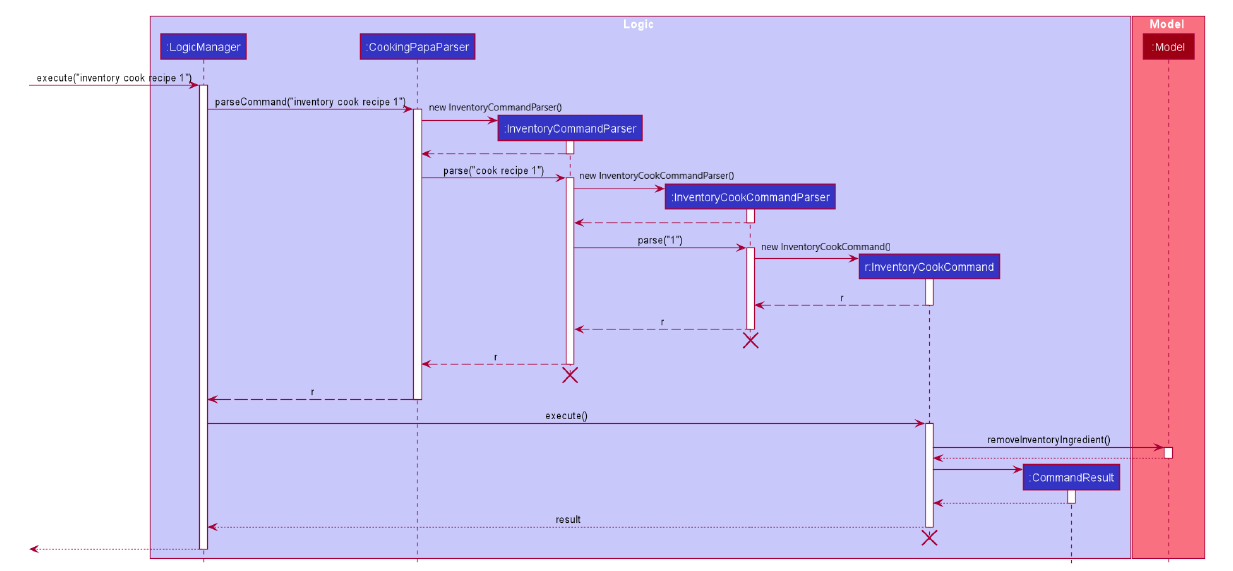 Logic
Model
:LogicManager
:CookingPapaParser
:Model
execute("inventory cook recipe 1")
parseCommand("inventory cook recipe 1")
new InventoryCommandParser()
:InventoryCommandParser
parse("cook recipe 1")
new InventoryCookCommandParser()
:InventoryCookCommandParser
parse("1")
new InventoryCookCommand()
r:InventoryCookCommand
r
r
r
r
execute()
removeInventoryIngredient()
:CommandResult
result